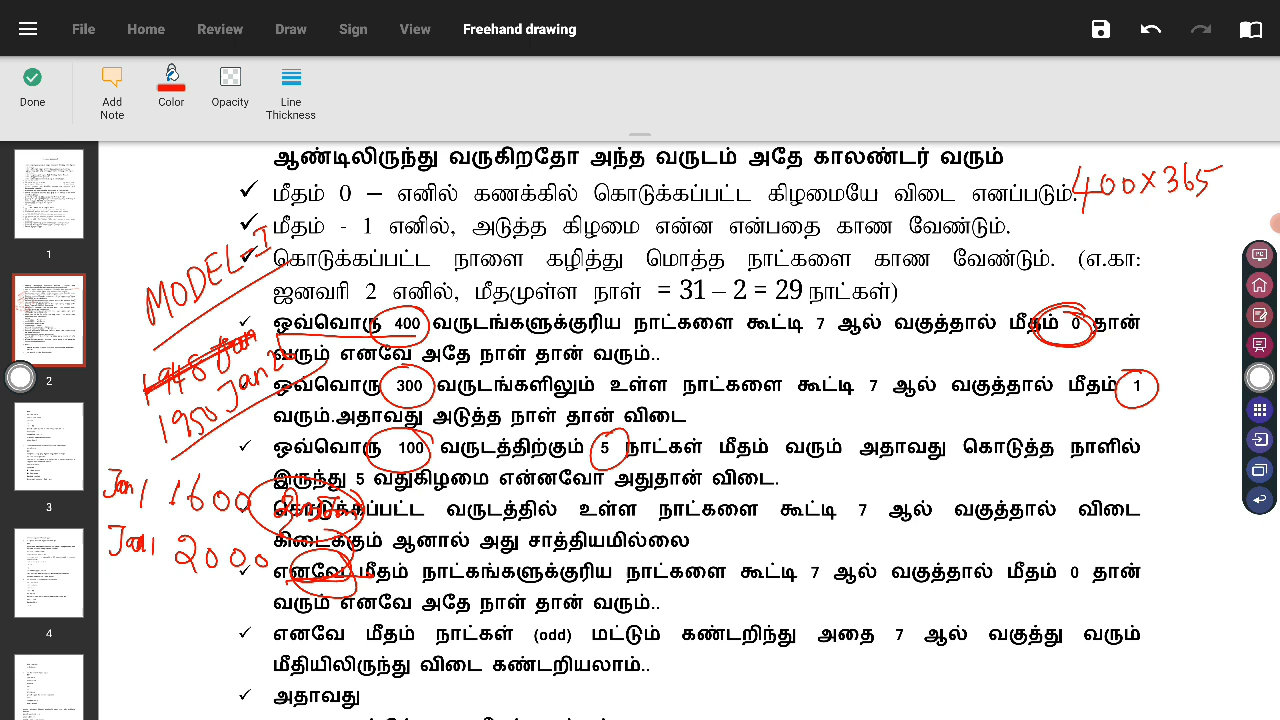 File Home Review Draw Sign View Freehand drawing
Done Add Note Color Opacity Line Thickness
ஆண்டிலிருந்து வருகிறதோ அந்த வருடம் அதே காலண்டர் வரும்
மீதம் 0 – எனில் கணக்கில் கொடுக்கப்பட்ட கிழமையே விடை எனப்படும். 400×365
மீதம் - 1 எனில், அடுத்த கிழமை என்ன என்பதை காண வேண்டும்.
கொடுக்கப்பட்ட நாளை கழித்து மொத்த நாட்களை காண வேண்டும். (எ.கா:
ஜனவரி 2 எனில், மீதமுள்ள நாள் = 31 – 2 = 29 நாட்கள்)
MODEL-I
ஒவ்வொரு 400 வருடங்களுக்குரிய நாட்களை கூட்டி 7 ஆல் வகுத்தால் மீதம் 0 தான்
வரும் எனவே அதே நாள் தான் வரும்..
1948 Jan
1950 Jan 2
ஒவ்வொரு 300 வருடங்களிலும் உள்ள நாட்களை கூட்டி 7 ஆல் வகுத்தால் மீதம் 1
வரும்.அதாவது அடுத்த நாள் தான் விடை
ஒவ்வொரு 100 வருடத்திற்கும் 5 நாட்கள் மீதம் வரும் அதாவது கொடுத்த நாளில்
இருந்து 5 வதுகிழமை என்னவோ அதுதான் விடை.
Jan 1 1600
கொடுக்கப்பட்ட வருடத்தில் உள்ள நாட்களை கூட்டி 7 ஆல் வகுத்தால் விடை
கிடைக்கும் ஆனால் அது சாத்தியமில்லை
Jan 1 2000
எனவே மீதம் நாட்கங்களுக்குரிய நாட்களை கூட்டி 7 ஆல் வகுத்தால் மீதம் 0 தான்
வரும் எனவே அதே நாள் தான் வரும்..
எனவே மீதம் நாட்கள் (odd) மட்டும் கண்டறிந்து அதை 7 ஆல் வகுத்து வரும்
மீதியிலிருந்து விடை கண்டறியலாம்..
அதாவது
1
2
3
4